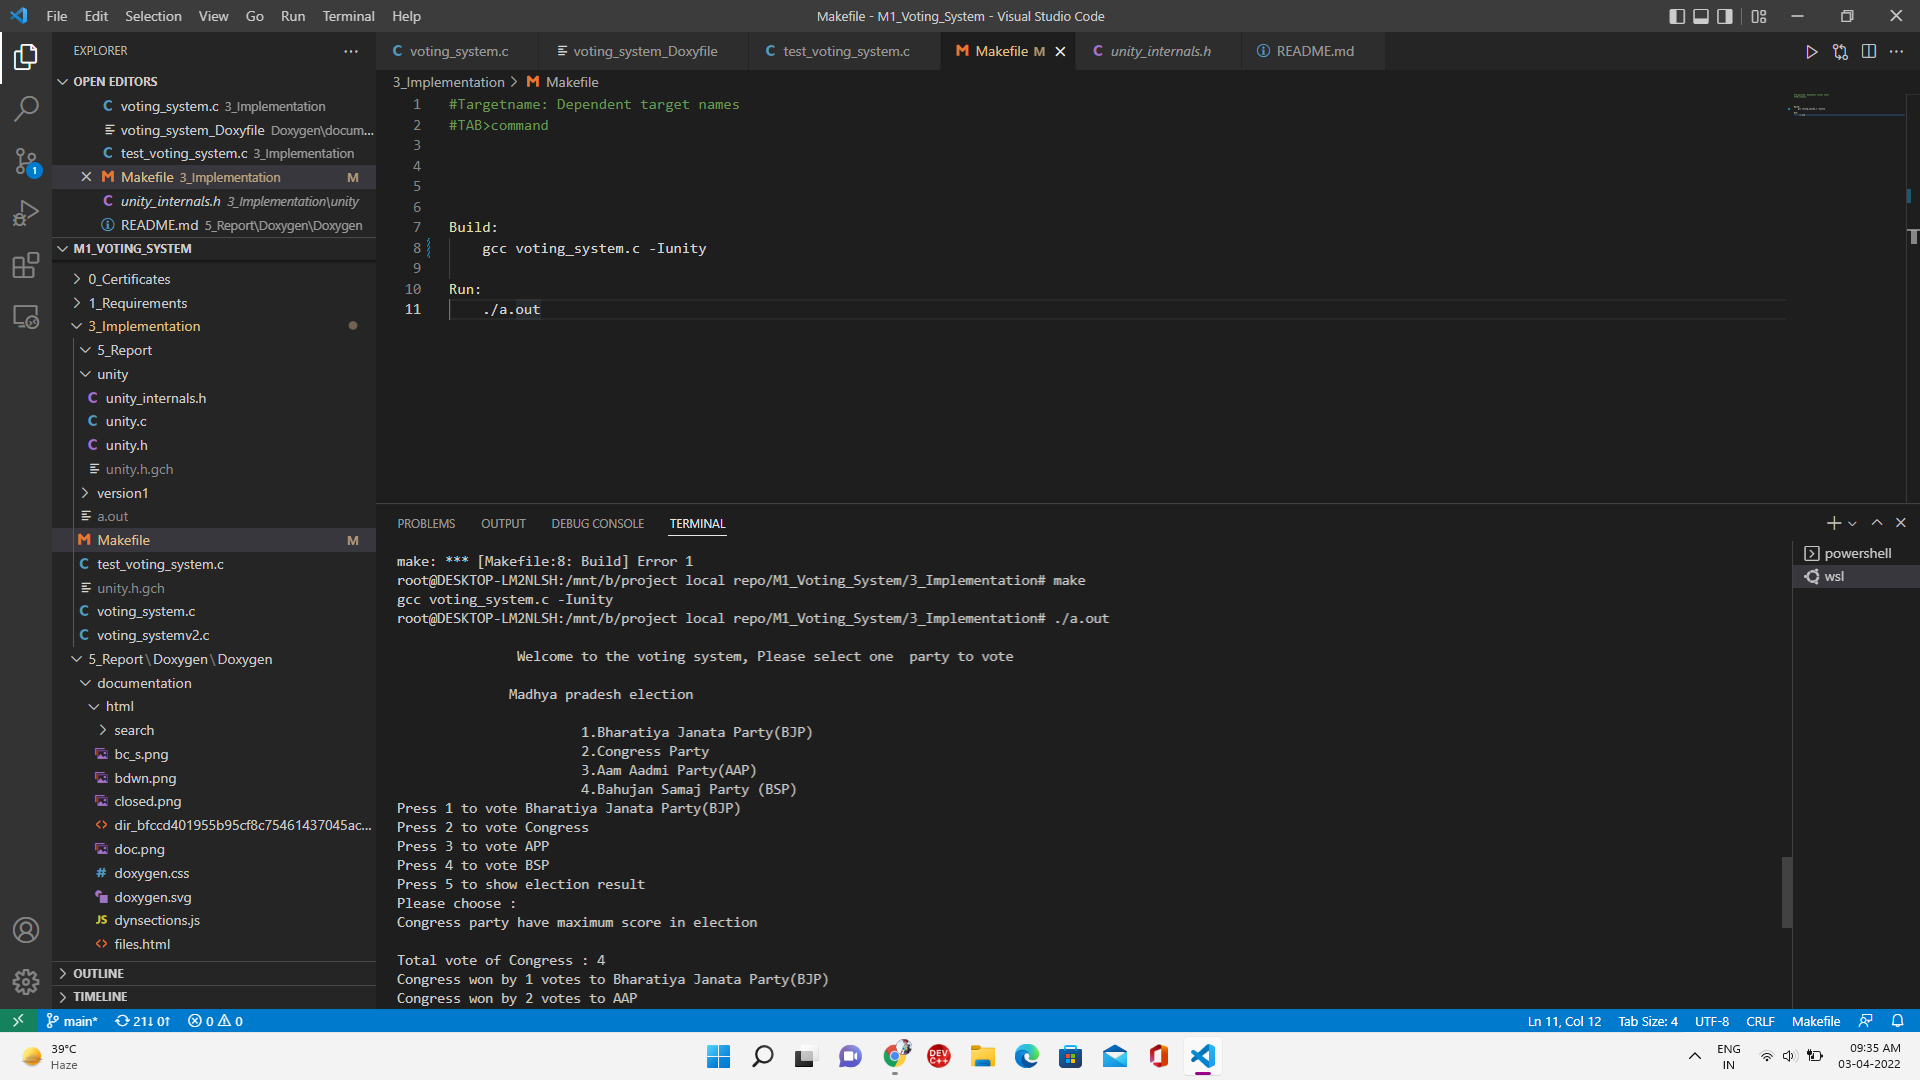 File Edit Selection View Go Run Terminal Help
Makefile - M1_Voting_System - Visual Studio Code
EXPLORER
OPEN EDITORS
voting_system.c 3_Implementation
voting_system_Doxyfile Doxygen\docum...
test_voting_system.c 3_Implementation
Makefile 3_Implementation M
unity_internals.h 3_Implementation\unity
README.md 5_Report\Doxygen\Doxygen
M1_VOTING_SYSTEM
0_Certificates
1_Requirements
3_Implementation
5_Report
unity
unity_internals.h
unity.c
unity.h
unity.h.gch
version1
a.out
Makefile M
test_voting_system.c
unity.h.gch
voting_system.c
voting_systemv2.c
5_Report\Doxygen\Doxygen
documentation
html
search
bc_s.png
bdwn.png
closed.png
dir_bfccd401955b95cf8c75461437045ac...
doc.png
doxygen.css
doxygen.svg
dynsections.js
files.html
OUTLINE
TIMELINE
voting_system.c voting_system_Doxyfile test_voting_system.c Makefile M unity_internals.h README.md
3_Implementation > Makefile
1 #Targetname: Dependent target names
2 #TAB>command
3
4
5
6
7 Build:
8 gcc voting_system.c -Iunity
9
10 Run:
11 ./a.out
PROBLEMS OUTPUT DEBUG CONSOLE TERMINAL
powershell
wsl
make: *** [Makefile:8: Build] Error 1
root@DESKTOP-LM2NLSH:/mnt/b/project local repo/M1_Voting_System/3_Implementation# make
gcc voting_system.c -Iunity
root@DESKTOP-LM2NLSH:/mnt/b/project local repo/M1_Voting_System/3_Implementation# ./a.out
Welcome to the voting system, Please select one  party to vote
Madhya pradesh election
1.Bharatiya Janata Party(BJP)
2.Congress Party
3.Aam Aadmi Party(AAP)
4.Bahujan Samaj Party (BSP)
Press 1 to vote Bharatiya Janata Party(BJP)
Press 2 to vote Congress
Press 3 to vote APP
Press 4 to vote BSP
Press 5 to show election result
Please choose :
Congress party have maximum score in election
Total vote of Congress : 4
Congress won by 1 votes to Bharatiya Janata Party(BJP)
Congress won by 2 votes to AAP
main* 21↓ 0↑ 0 0
Ln 11, Col 12 Tab Size: 4 UTF-8 CRLF Makefile
39°C
Haze
DEV C++
ENG
IN
09:35 AM
03-04-2022